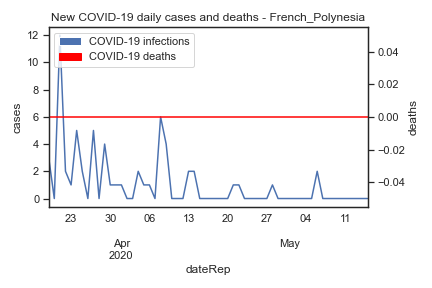 New COVID-19 daily cases and deaths - French_Polynesia
COVID-19 infections
COVID-19 deaths
12
10
8
6
4
2
0
cases
0.04
0.02
0.00
−0.02
−0.04
deaths
23 30 06 13 20 27 04 11
Apr May
2020
dateRep